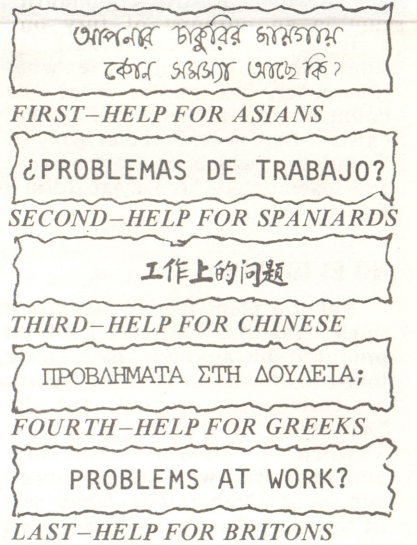 আপনার চাকুরির জায়গায়
কোন সমস্যা আছে কি?
FIRST–HELP FOR ASIANS
¿PROBLEMAS DE TRABAJO?
SECOND–HELP FOR SPANIARDS
工作上的问题
THIRD–HELP FOR CHINESE
ΠΡΟΒΛΗΜΑΤΑ ΣΤΗ ΔΟΥΛΕΙΑ;
FOURTH–HELP FOR GREEKS
PROBLEMS AT WORK?
LAST–HELP FOR BRITONS